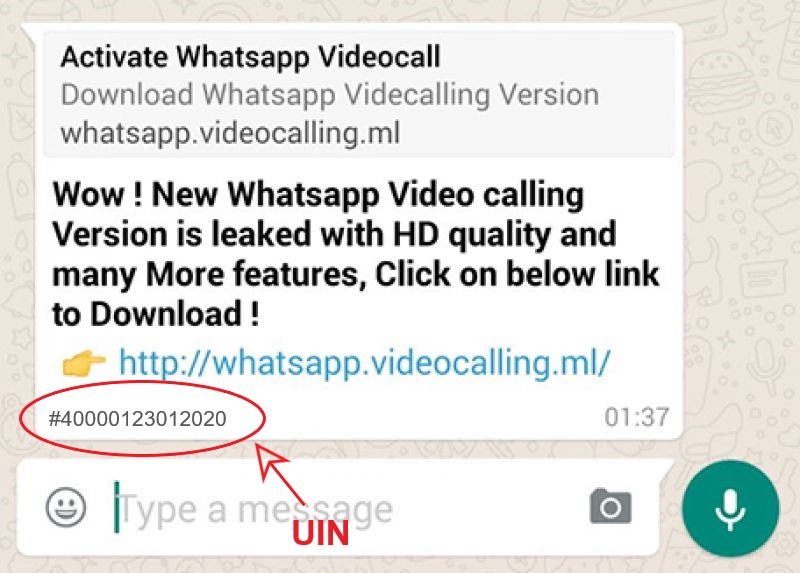 Activate Whatsapp Videocall
Download Whatsapp Videcalling Version
whatsapp.videocalling.ml
Wow ! New Whatsapp Video calling
Version is leaked with HD quality and
many More features, Click on below link
to Download !
👉 http://whatsapp.videocalling.ml/
#40000123012020 01:37
Type a message
UIN